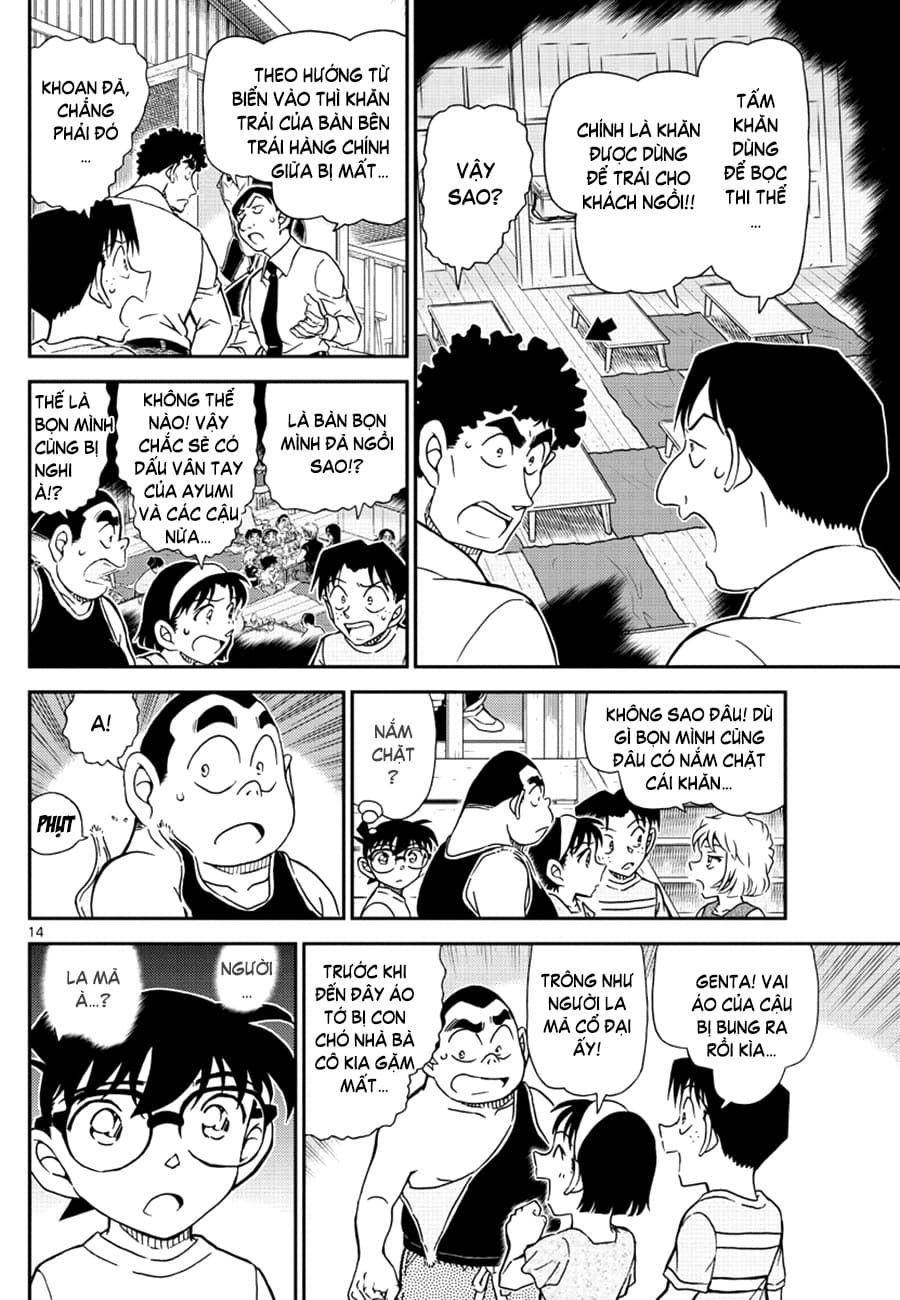 TẤM
KHĂN
DÙNG
ĐỂ BỌC
THI THỂ
...
CHÍNH LÀ KHĂN
ĐƯỢC DÙNG
ĐỂ TRẢI CHO
KHÁCH NGỒI!!
VẬY
SAO?
THEO HƯỚNG TỪ
BIỂN VÀO THÌ KHĂN
TRẢI CỦA BÀN BÊN
TRÁI HÀNG CHÍNH
GIỮA BỊ MẤT...
KHOAN ĐÃ,
CHẲNG
PHẢI ĐÓ
...
LÀ BÀN BỌN
MÌNH ĐÃ NGỒI
SAO!?
KHÔNG THỂ
NÀO! VẬY
CHẮC SẼ CÓ
DẤU VÂN TAY
CỦA AYUMI
VÀ CÁC CẬU
NỮA...
THẾ LÀ
BỌN MÌNH
CŨNG BỊ
NGHI
À!?
KHÔNG SAO ĐÂU! DÙ
GÌ BỌN MÌNH CŨNG
ĐÂU CÓ NẮM CHẶT
CÁI KHĂN...
NẮM
CHẶT
?
A!
PHỤT
GENTA! VAI
ÁO CỦA CẬU
BỊ BUNG RA
RỒI KÌA...
TRÔNG NHƯ
NGƯỜI LA
MÃ CỔ ĐẠI
ẤY!
TRƯỚC KHI
ĐẾN ĐÂY ÁO
TỚ BỊ CON
CHÓ NHÀ BÀ
CÔ KIA GẶM
MẤT...
NGƯỜI
...
LA MÃ
À...?
14